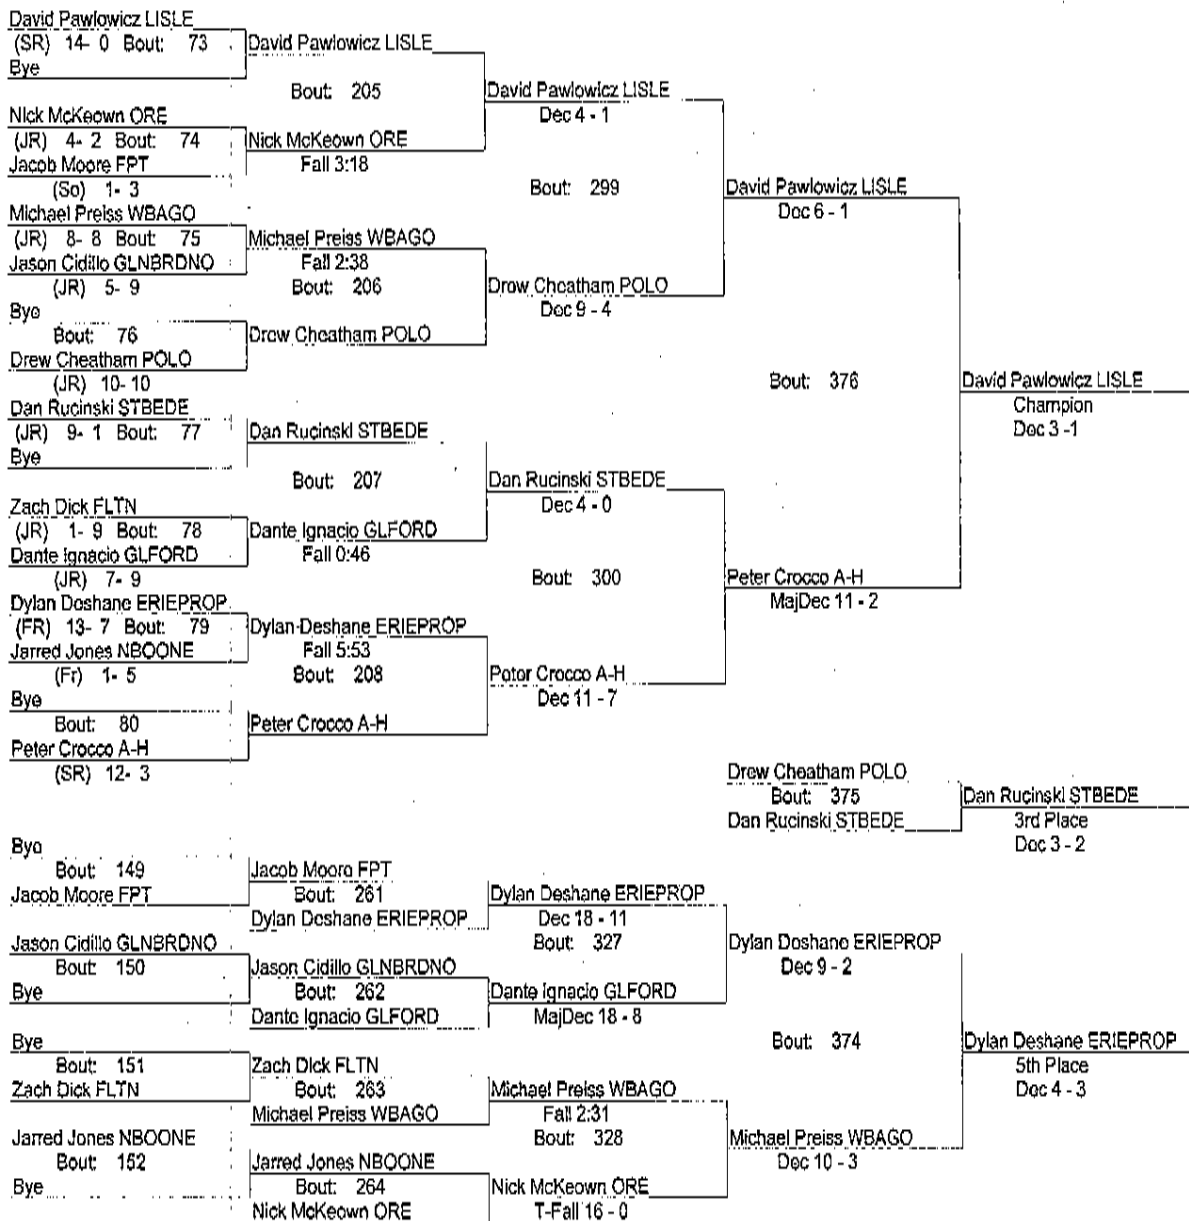 David Pawlowicz LISLE
(SR) 14- 0 Bout: 73
Bye
Nick McKeown ORE
(JR) 4- 2 Bout: 74
Jacob Moore FPT
(So) 1- 3
Michael Preiss WBAGO
(JR) 8- 8 Bout: 75
Jason Cidillo GLNBRDNO
(JR) 5- 9
Bye
Bout: 76
Drew Cheatham POLO
(JR) 10- 10
Dan Rucinski STBEDE
(JR) 9- 1 Bout: 77
Bye
Zach Dick FLTN
(JR) 1- 9 Bout: 78
Dante Ignacio GLFORD
(JR) 7- 9
Dylan Deshane ERIEPROP
(FR) 13- 7 Bout: 79
Jarred Jones NBOONE
(Fr) 1- 5
Bye
Bout: 80
Peter Crocco A-H
(SR) 12- 3
David Pawlowicz LISLE
Bout: 205
Nick McKeown ORE
Fall 3:18
Michael Preiss WBAGO
Fall 2:38
Bout: 206
Drew Cheatham POLO
Dan Rucinski STBEDE
Bout: 207
Dante Ignacio GLFORD
Fall 0:46
Dylan Deshane ERIEPROP
Fall 5:53
Bout: 208
Peter Crocco A-H
David Pawlowicz LISLE
Dec 4 - 1
Bout: 299
Drew Cheatham POLO
Dec 9 - 4
Dan Rucinski STBEDE
Dec 4 - 0
Bout: 300
Peter Crocco A-H
Dec 11 - 7
David Pawlowicz LISLE
Dec 6 - 1
Bout: 376
Peter Crocco A-H
MajDec 11 - 2
David Pawlowicz LISLE
Champion
Dec 3 -1
Drew Cheatham POLO
Bout: 375
Dan Rucinski STBEDE
Dan Rucinski STBEDE
3rd Place
Dec 3 - 2
Bye
Bout: 149
Jacob Moore FPT
Jason Cidillo GLNBRDNO
Bout: 150
Bye
Bye
Bout: 151
Zach Dick FLTN
Jarred Jones NBOONE
Bout: 152
Bye
Jacob Moore FPT
Bout: 261
Dylan Deshane ERIEPROP
Jason Cidillo GLNBRDNO
Bout: 262
Dante Ignacio GLFORD
Zach Dick FLTN
Bout: 263
Michael Preiss WBAGO
Jarred Jones NBOONE
Bout: 264
Nick McKeown ORE
Dylan Deshane ERIEPROP
Dec 18 - 11
Bout: 327
Dante Ignacio GLFORD
MajDec 18 - 8
Michael Preiss WBAGO
Fall 2:31
Bout: 328
Nick McKeown ORE
T-Fall 16 - 0
Dylan Deshane ERIEPROP
Dec 9 - 2
Bout: 374
Michael Preiss WBAGO
Dec 10 - 3
Dylan Deshane ERIEPROP
5th Place
Dec 4 - 3